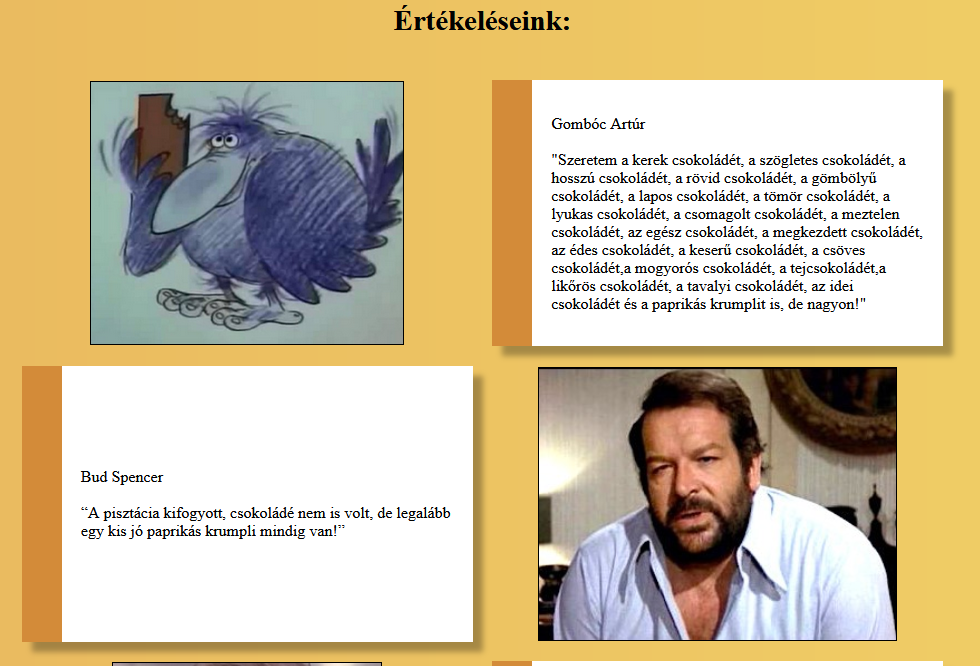 Értékeléseink:
Gombóc Artúr
"Szeretem a kerek csokoládét, a szögletes csokoládét, a
hosszú csokoládét, a rövid csokoládét, a gömbölyű
csokoládét, a lapos csokoládét, a tömör csokoládét, a
lyukas csokoládét, a csomagolt csokoládét, a meztelen
csokoládét, az egész csokoládét, a megkezdett csokoládét,
az édes csokoládét, a keserű csokoládét, a csöves
csokoládét,a mogyorós csokoládét, a tejcsokoládét,a
likőrös csokoládét, a tavalyi csokoládét, az idei
csokoládét és a paprikás krumplit is, de nagyon!"
Bud Spencer
“A pisztácia kifogyott, csokoládé nem is volt, de legalább
egy kis jó paprikás krumpli mindig van!”